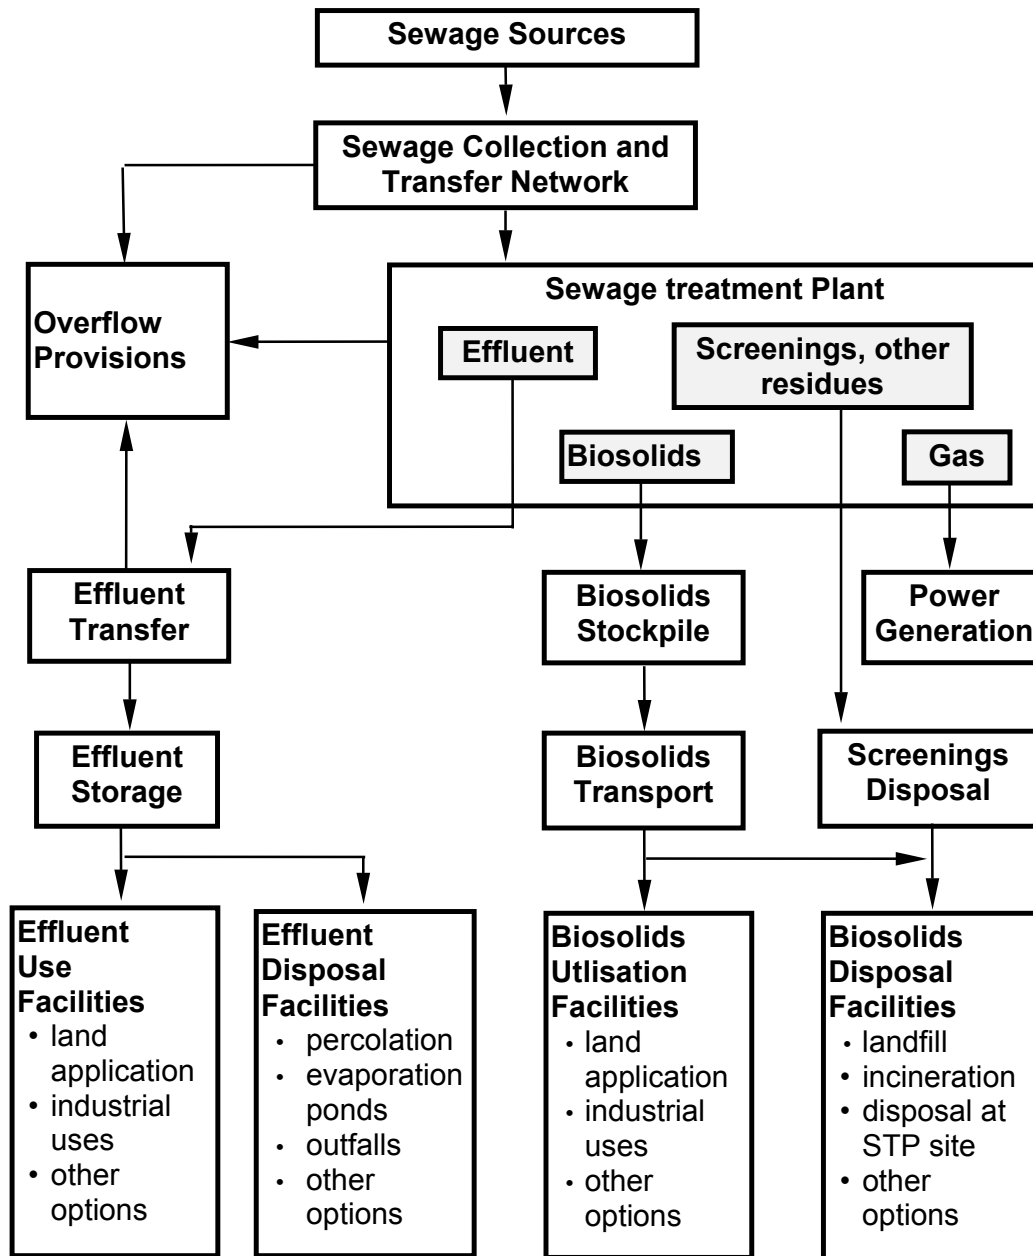 Sewage Sources
Sewage Collection and
Transfer Network
Overflow
Provisions
Sewage treatment Plant
Effluent
Screenings, other
residues
Biosolids
Gas
Effluent
Transfer
Biosolids
Stockpile
Power
Generation
Effluent
Storage
Biosolids
Transport
Screenings
Disposal
Effluent
Use
Facilities
• land
application
• industrial
uses
• other
options
Effluent
Disposal
Facilities
• percolation
• evaporation
ponds
• outfalls
• other
options
Biosolids
Utlisation
Facilities
• land
application
• industrial
uses
• other
options
Biosolids
Disposal
Facilities
• landfill
• incineration
• disposal at
STP site
• other
options